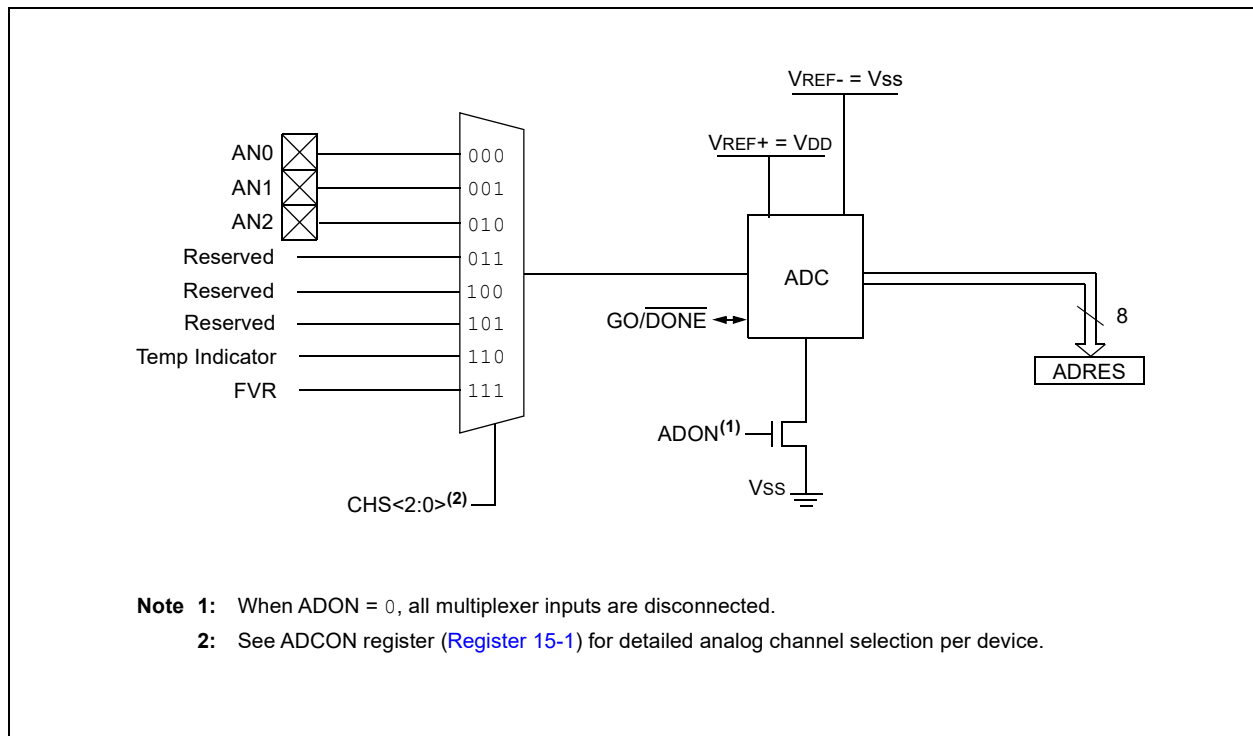 VREF- = VSS
VREF+ = VDD
AN0
000
AN1
001
AN2
010
Reserved
011
Reserved
100
Reserved
101
Temp Indicator
110
FVR
111
ADC
GO/DONE
8
ADRES
ADON(1)
VSS
CHS<2:0>(2)
Note 1: When ADON = 0, all multiplexer inputs are disconnected.
2: See ADCON register (Register 15-1) for detailed analog channel selection per device.